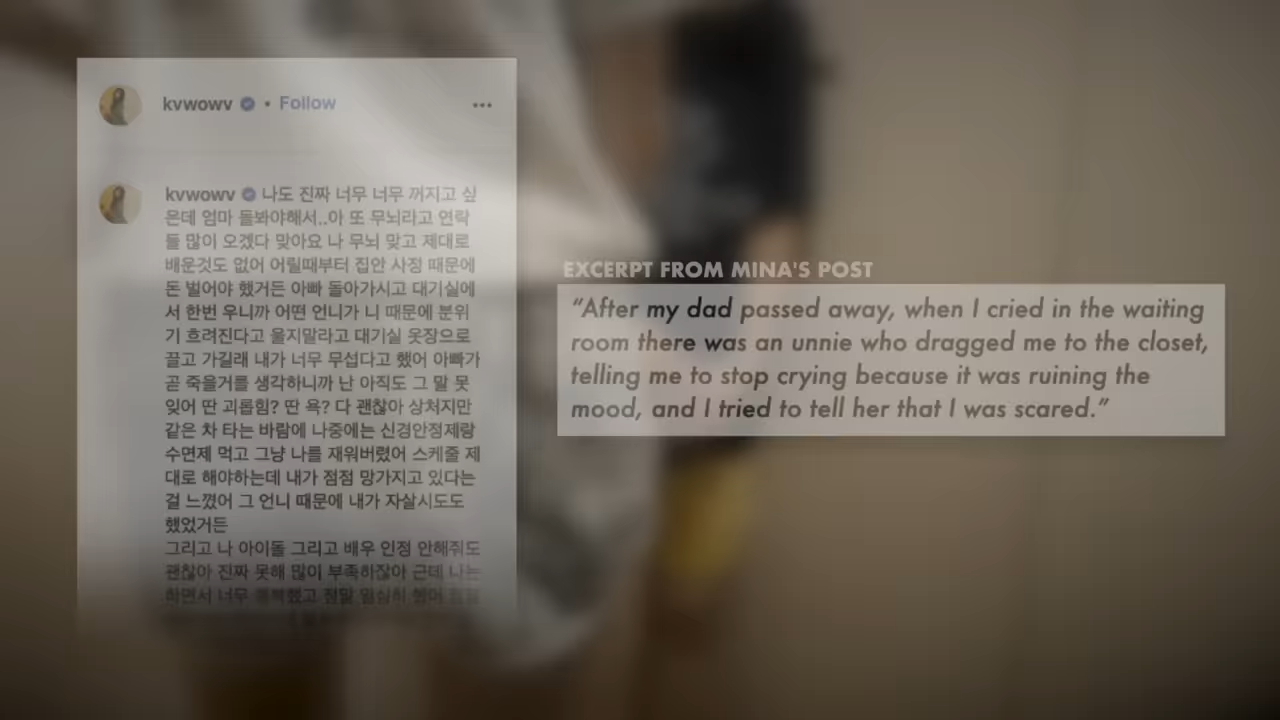 kvwowv • Follow •••
kvwowv 나도 진짜 너무 너무 꺼지고 싶
은데 엄마 돌봐야해서..아 또 무뇌라고 연락
들 많이 오겠다 맞아요 나 무뇌 맞고 제대로
배운것도 없어 어릴때부터 집안 사정 때문에
돈 벌어야 했거든 아빠 돌아가시고 대기실에
서 한번 우니까 어떤 언니가 니 때문에 분위
기 흐려진다고 울지말라고 대기실 옷장으로
끌고 가길래 내가 너무 무섭다고 했어 아빠가
곧 죽을거를 생각하니까 난 아직도 그 말 못
잊어 딴 괴롭힘? 딴 욕? 다 괜찮아 상처지만
같은 차 타는 바람에 나중에는 신경안정제랑
수면제 먹고 그냥 나를 재워버렸어 스케줄 제
대로 해야하는데 내가 점점 망가지고 있다는
걸 느꼈어 그 언니 때문에 내가 자살시도도
했었거든
그리고 나 아이돌 그리고 배우 인정 안해줘도
괜찮아 진짜 못해 많이 부족하잖아 근데 나는
하면서 너무 행복했고 정말 열심히
EXCERPT FROM MINA'S POST
“After my dad passed away, when I cried in the waiting
room there was an unnie who dragged me to the closet,
telling me to stop crying because it was ruining the
mood, and I tried to tell her that I was scared.”